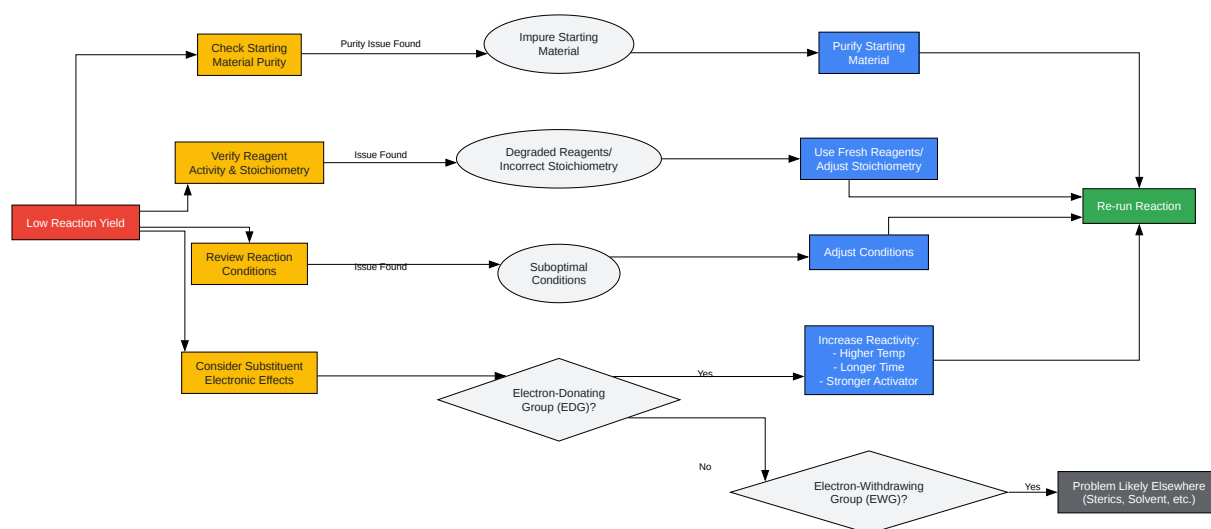 Check Starting
Material Purity
Purity Issue Found
Impure Starting
Material
Purify Starting
Material
Verify Reagent
Activity & Stoichiometry
Issue Found
Degraded Reagents/
Incorrect Stoichiometry
Use Fresh Reagents/
Adjust Stoichiometry
Low Reaction Yield
Re-run Reaction
Review Reaction
Conditions
Issue Found
Suboptimal
Conditions
Adjust Conditions
Consider Substituent
Electronic Effects
Electron-Donating
Group (EDG)?
Yes
Increase Reactivity:
- Higher Temp
- Longer Time
- Stronger Activator
No
Electron-Withdrawing
Group (EWG)?
Yes
Problem Likely Elsewhere
(Sterics, Solvent, etc.)